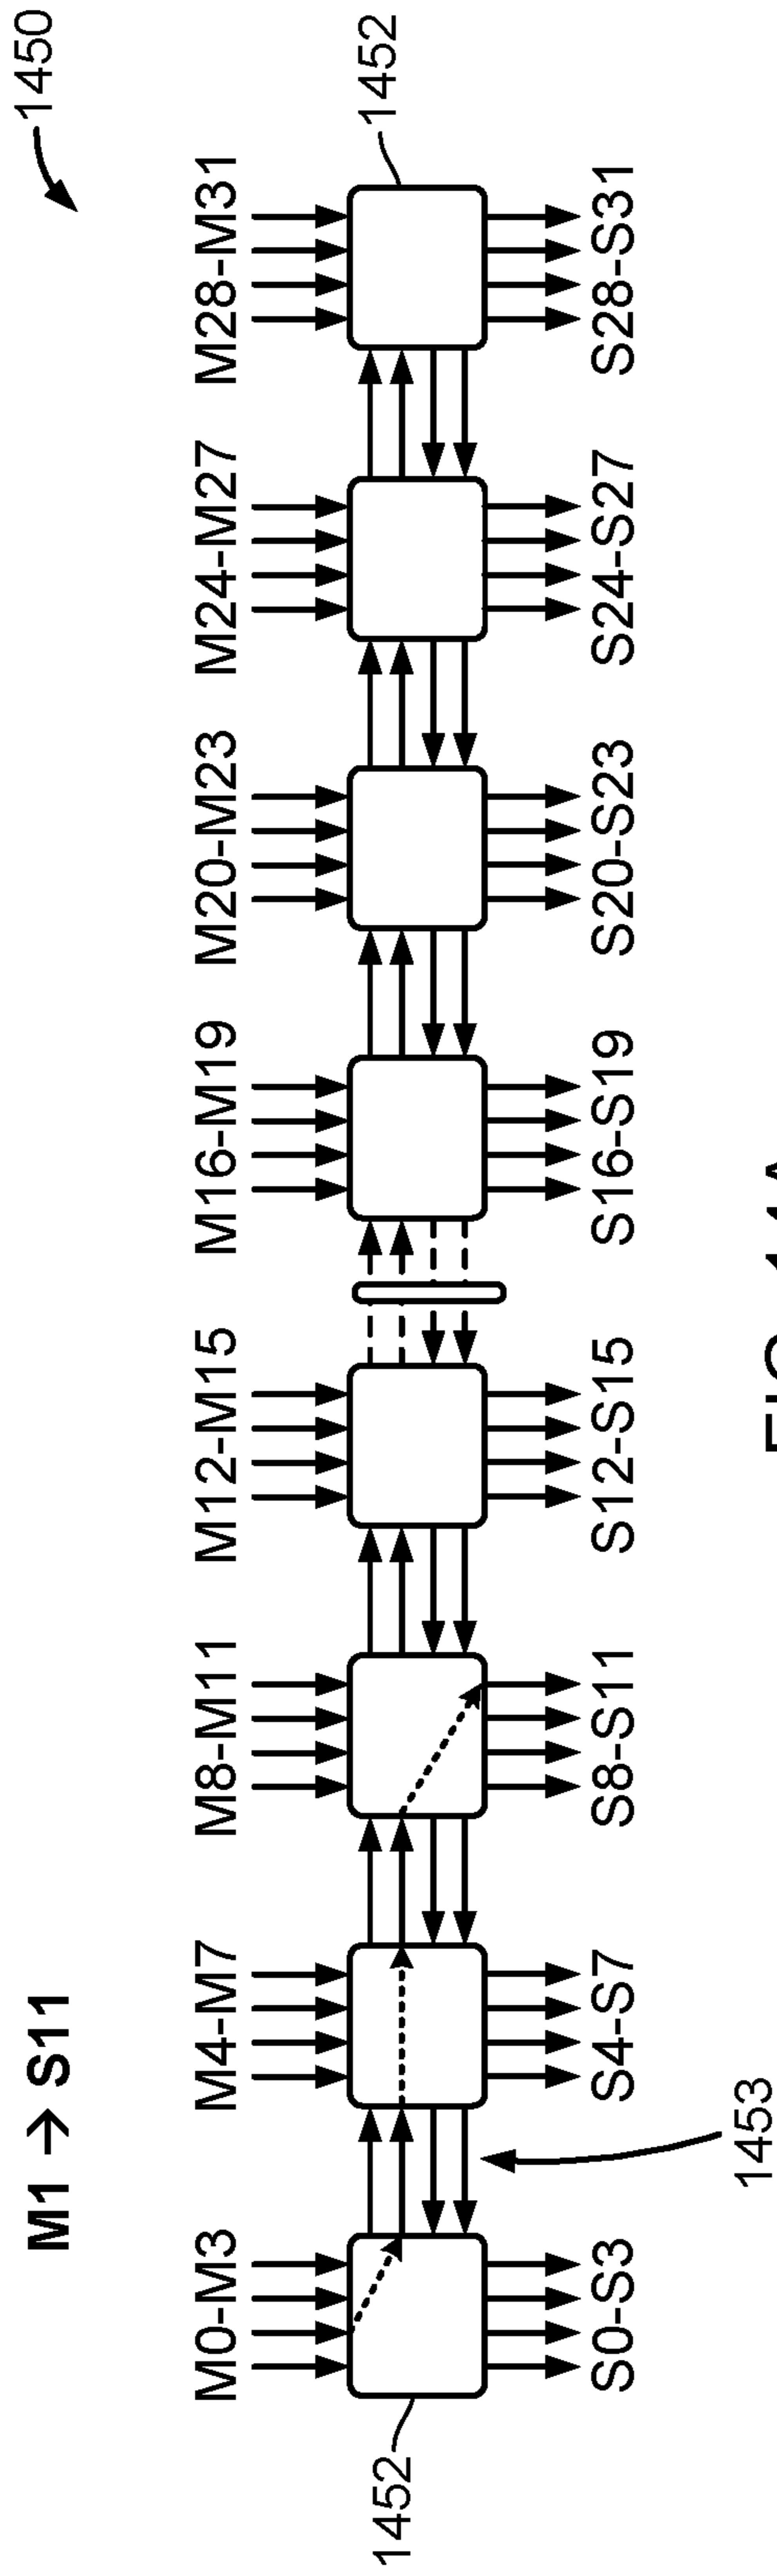 M1 → S11
1450
M0-M3 M4-M7 M8-M11 M12-M15 M16-M19 M20-M23 M24-M27 M28-M31
1452 1452
S0-S3 S4-S7 S8-S11 S12-S15 S16-S19 S20-S23 S24-S27 S28-S31
1453